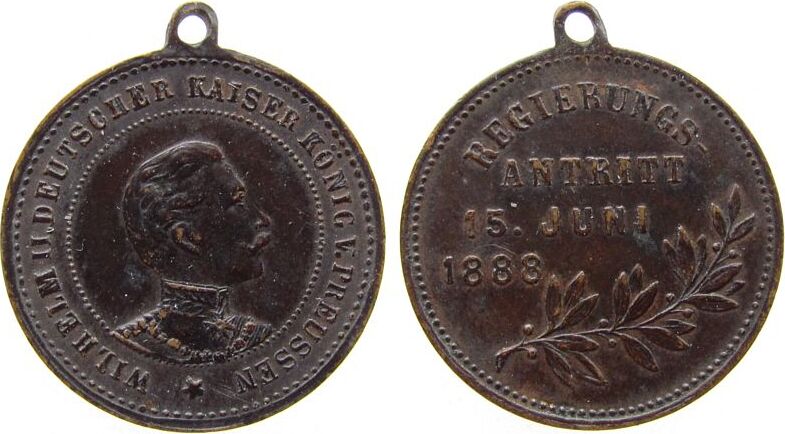 WILHELM II. DEUTSCHER KAISER KÖNIG V. PREUSSEN
REGIERUNGS-
ANTRITT
15. JUNI
1888